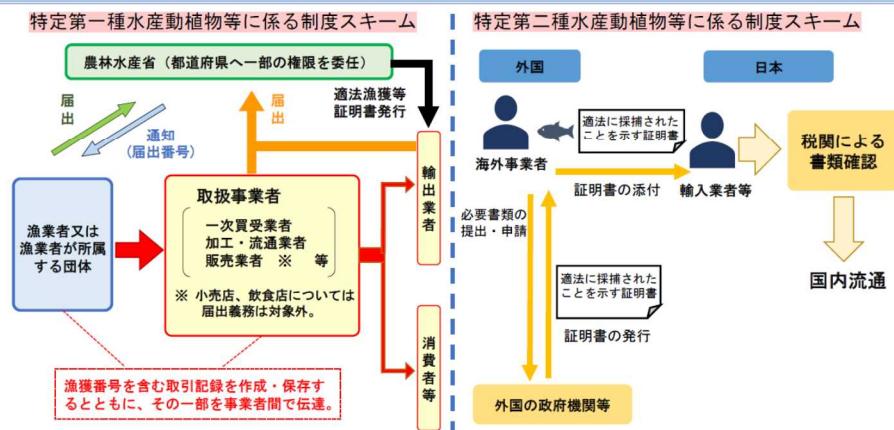 特定第一種水産動植物等に係る制度スキーム
農林水産省（都道府県へ一部の権限を委任）
届出
通知
（届出番号）
届出
適法漁獲等
証明書発行
漁業者又は
漁業者が所属
する団体
取扱事業者
一次買受業者
加工・流通業者
販売業者　※　等
※ 小売店、飲食店については
届出義務は対象外。
輸出業者
消費者等
漁獲番号を含む取引記録を作成・保存す
るとともに、その一部を事業者間で伝達。
特定第二種水産動植物等に係る制度スキーム
外国
日本
海外事業者
適法に採捕された
ことを示す証明書
証明書の添付
輸入業者等
税関による
書類確認
国内流通
必要書類の
提出・申請
適法に採捕された
ことを示す証明書
証明書の発行
外国の政府機関等